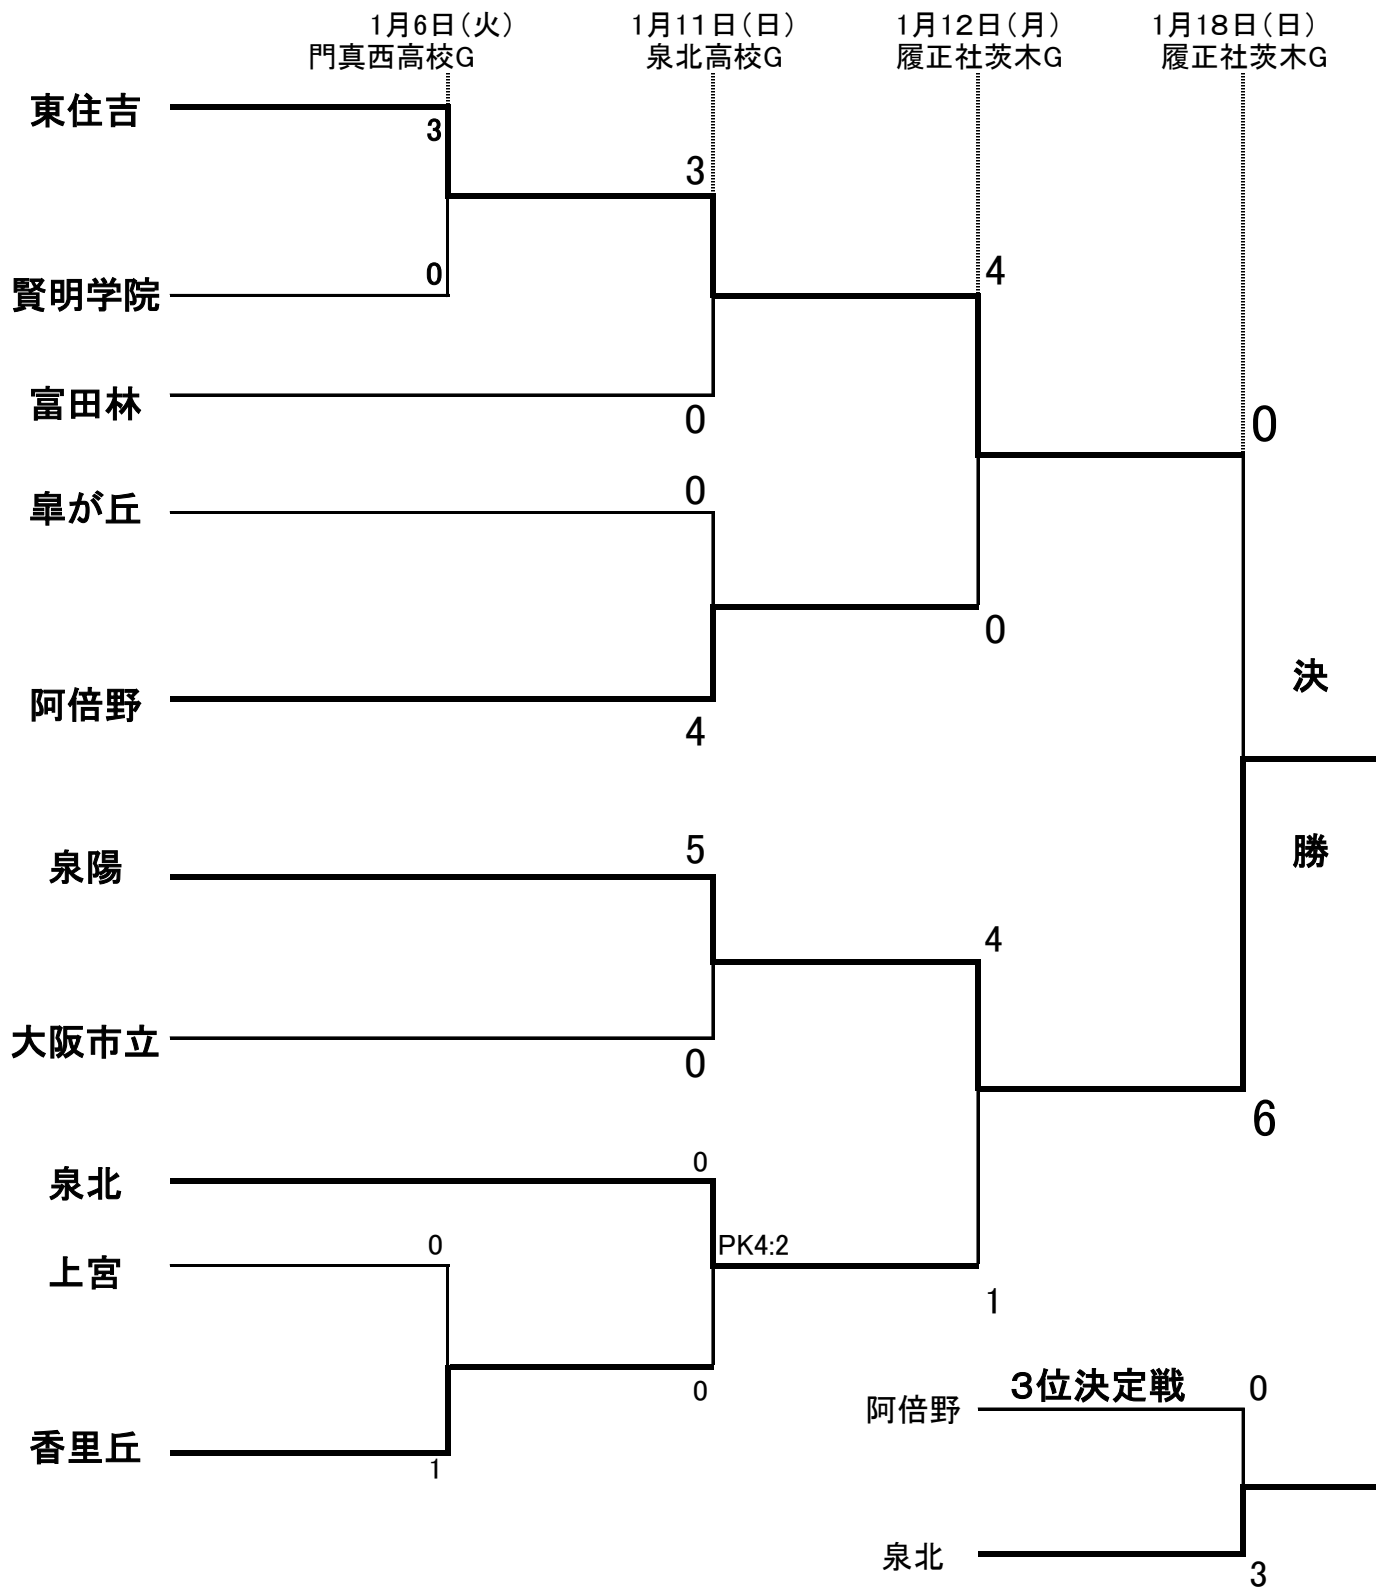 1月6日(火)
門真西高校G
1月11日(日)
泉北高校G
1月12日(月)
履正社茨木G
1月18日(日)
履正社茨木G
東住吉
3
3
賢明学院
0
4
富田林
0
0
皐が丘
0
阿倍野
4
0
決
勝
泉陽
5
4
大阪市立
0
6
泉北
0
上宮
0
PK4:2
1
香里丘
1
0
3位決定戦
阿倍野
0
泉北
3